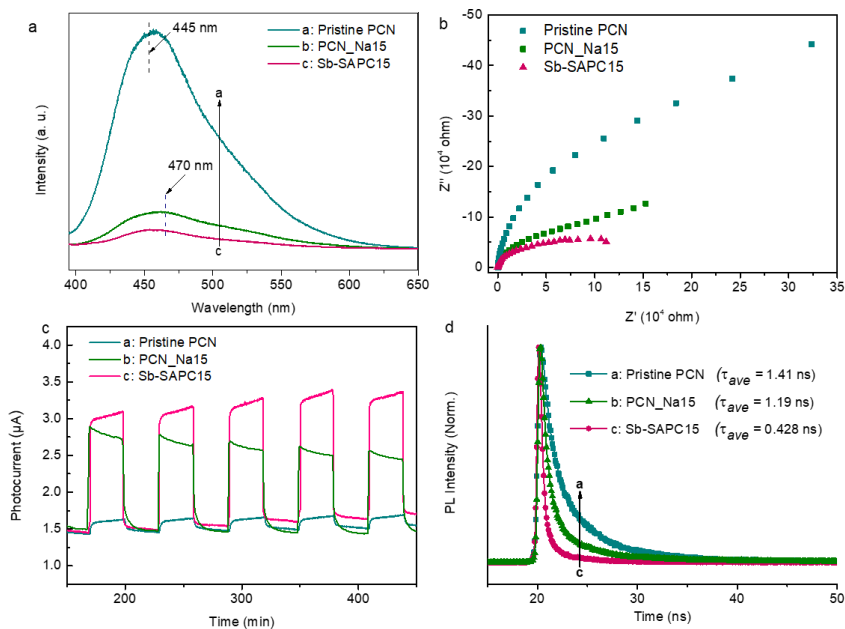 a
445 nm
a: Pristine PCN
b: PCN_Na15
c: Sb-SAPC15
a
470 nm
c
Intensity (a. u.)
400 450 500 550 600 650
Wavelength (nm)
b
Pristine PCN
PCN_Na15
Sb-SAPC15
-50
-40
-30
-20
-10
0
Z'' (10⁴ ohm)
0 5 10 15 20 25 30 35
Z' (10⁴ ohm)
c
a: Pristine PCN
b: PCN_Na15
c: Sb-SAPC15
4.0
3.5
3.0
2.5
2.0
1.5
1.0
Photocurrent (µA)
200 300 400
Time (min)
d
a: Pristine PCN (τave = 1.41 ns)
b: PCN_Na15 (τave = 1.19 ns)
c: Sb-SAPC15 (τave = 0.428 ns)
a
c
PL Intensity (Norm.)
20 30 40 50
Time (ns)